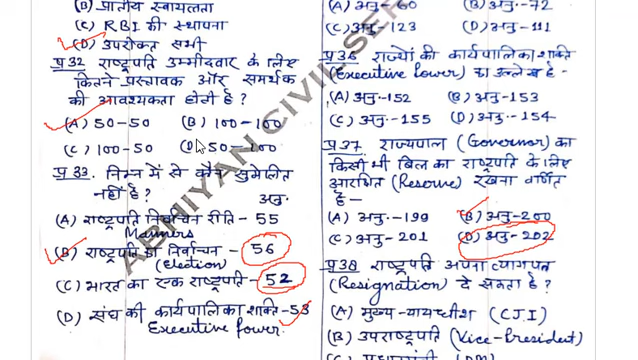 (B) प्रांतीय स्वायत्तता
(C) RBI की स्थापना
(D) उपरोक्त सभी
प्र.32 राष्ट्रपति उम्मीदवार के लिए
कितने प्रस्तावक और समर्थक
की आवश्यकता होती है?
(A) 50-50 (B) 100-100
(C) 100-50 (D) 50-100
प्र.33. निम्न में से कौन सुमेलित
नहीं है? अनु.
(A) राष्ट्रपति निर्वाचन रीति - 55
Manners
(B) राष्ट्रपति का निर्वाचन - 56
(Election)
(C) भारत का एक राष्ट्रपति - 52
(D) संघ की कार्यपालिका शक्ति - 53
Executive Power
(A) अनु.-60 (B) अनु.-72
(C) अनु.-123 (D) अनु.-111
प्र.36 राज्यों की कार्यपालिका शक्ति
(Executive Power) का उल्लेख है-
(A) अनु.-152 (B) अनु.-153
(C) अनु.-155 (D) अनु.-154
प्र.37. राज्यपाल (Governor) का
किसी भी बिल का राष्ट्रपति के लिए
आरक्षित (Reserve) रखना वर्णित
है-
(A) अनु.-199 (B) अनु-200
(C) अनु-201 (D) अनु-202
प्र.38 राष्ट्रपति अपना त्यागपत्र
(Resignation) दे सकता है?
(A) मुख्य-न्यायधीश (CJI)
(B) उपराष्ट्रपति (Vice-President)
ABHIYAN CIVIL SER